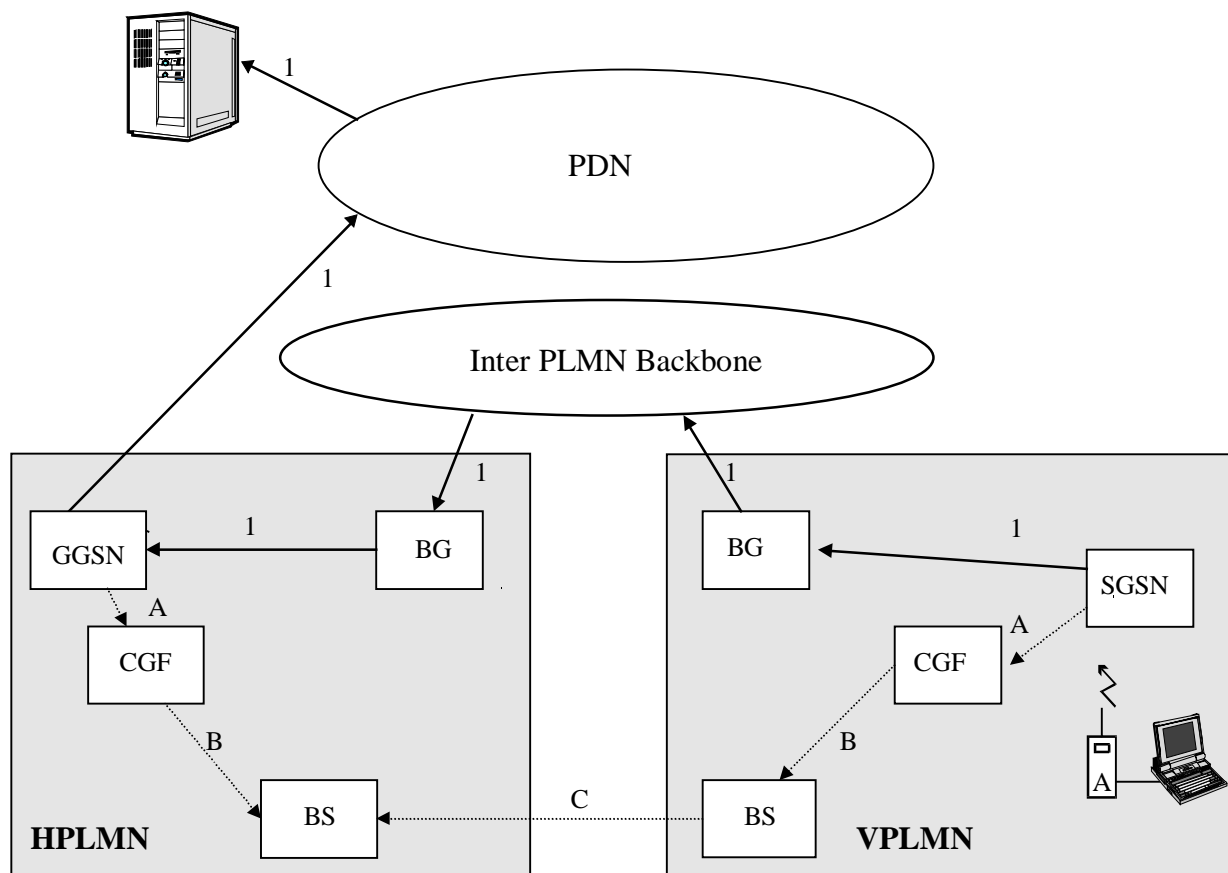 1
PDN
1
Inter PLMN Backbone
1
1
1
1
GGSN
BG
BG
SGSN
A
A
CGF
CGF
B
B
A
C
BS
BS
HPLMN
VPLMN